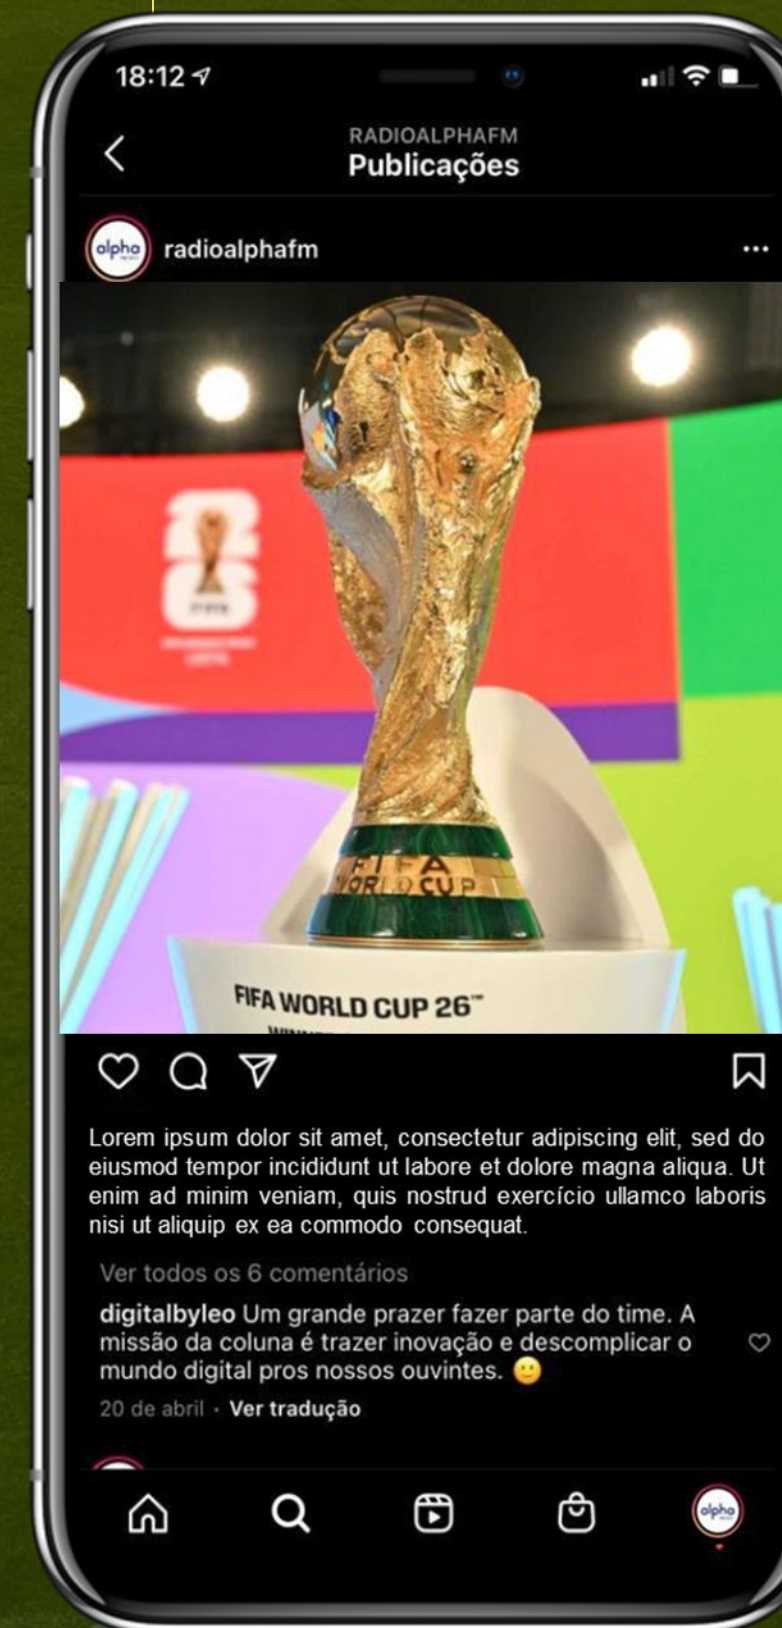 18:12
RADIOALPHAFM
Publicações
alpha
radioalphafm
FIFA
FIFA
WORLD CUP
FIFA WORLD CUP 26™
Lorem ipsum dolor sit amet, consectetur adipiscing elit, sed do
eiusmod tempor incididunt ut labore et dolore magna aliqua. Ut
enim ad minim veniam, quis nostrud exercício ullamco laboris
nisi ut aliquip ex ea commodo consequat.
Ver todos os 6 comentários
digitalbyleo Um grande prazer fazer parte do time. A
missão da coluna é trazer inovação e descomplicar o
mundo digital pros nossos ouvintes. 🙂
20 de abril · Ver tradução
alpha